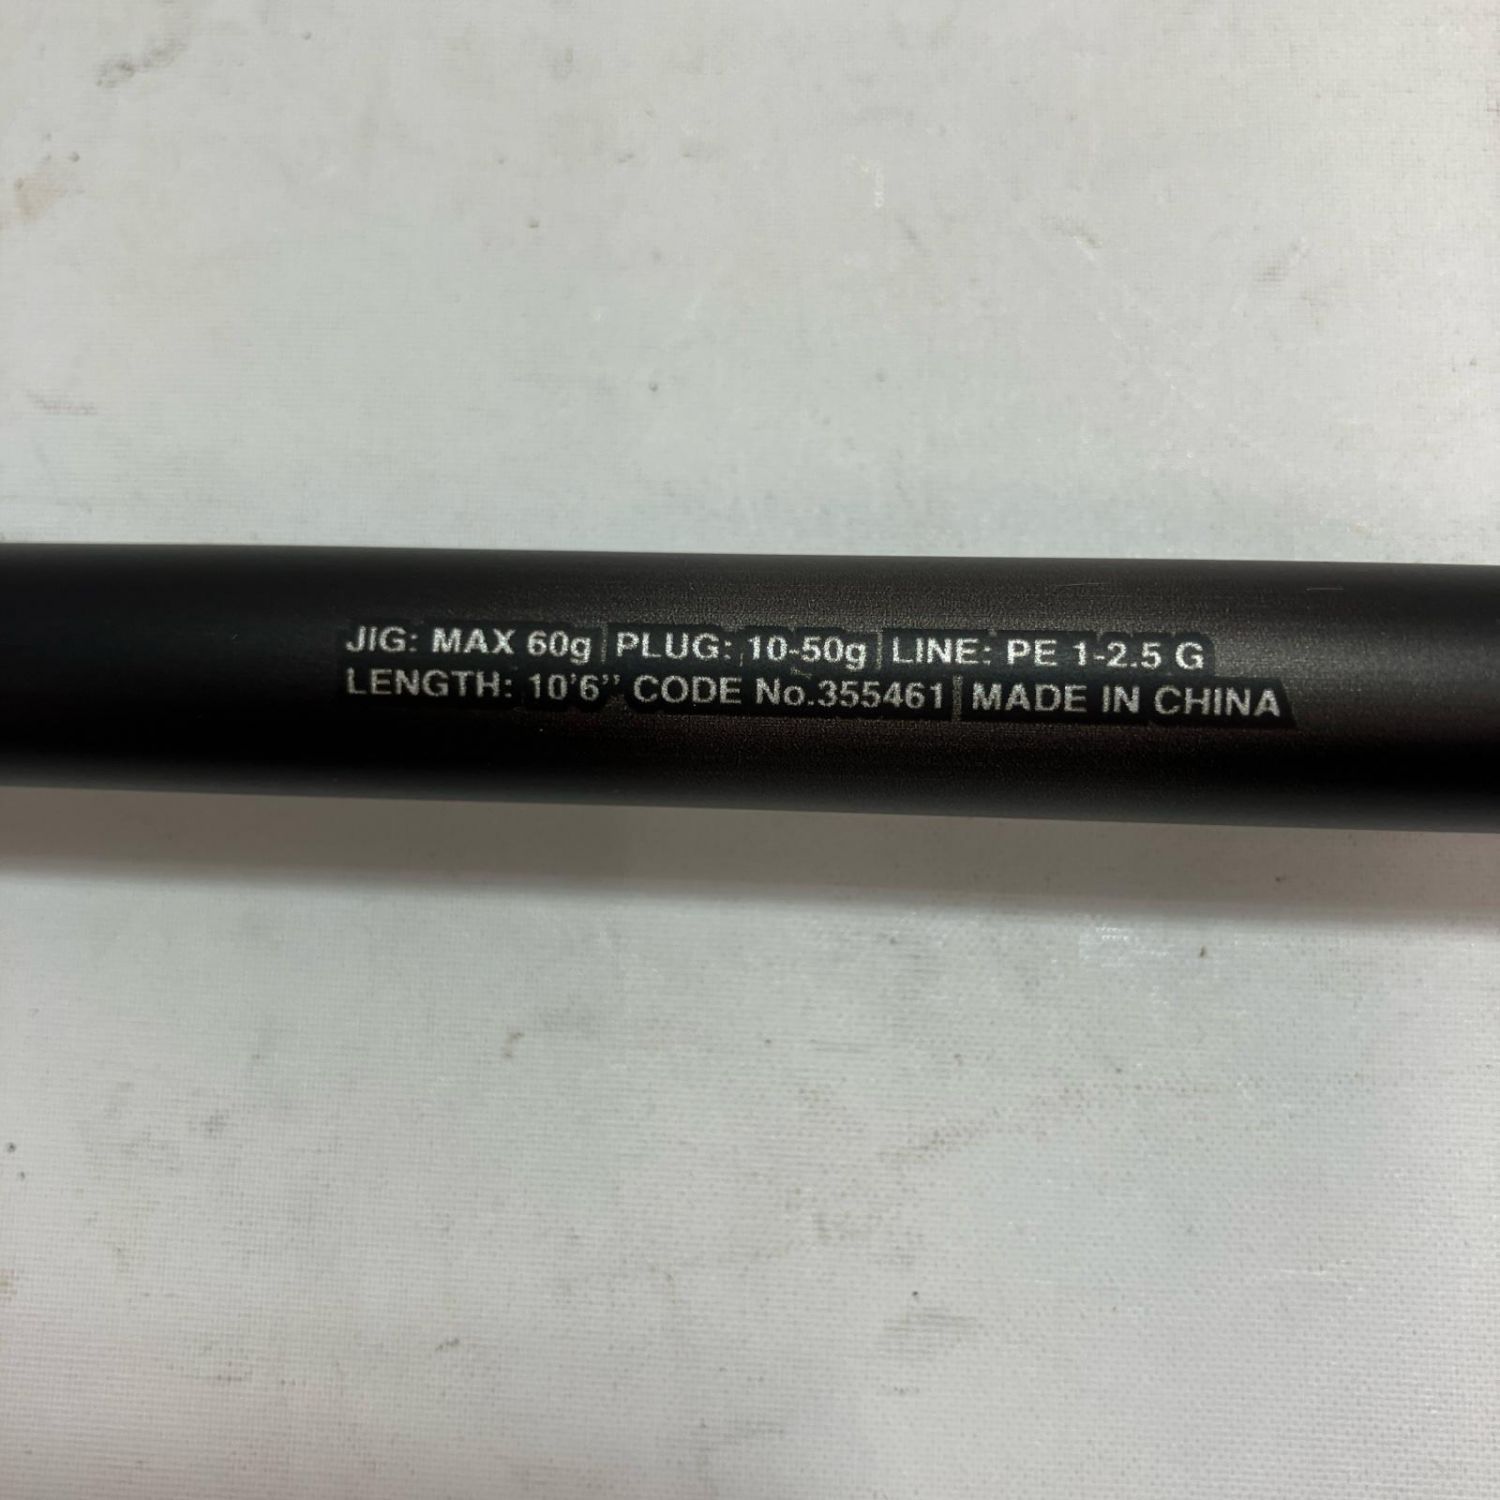 JIG: MAX 60g | PLUG: 10-50g | LINE: PE 1-2.5 G
LENGTH: 10'6" CODE No.355461 | MADE IN CHINA